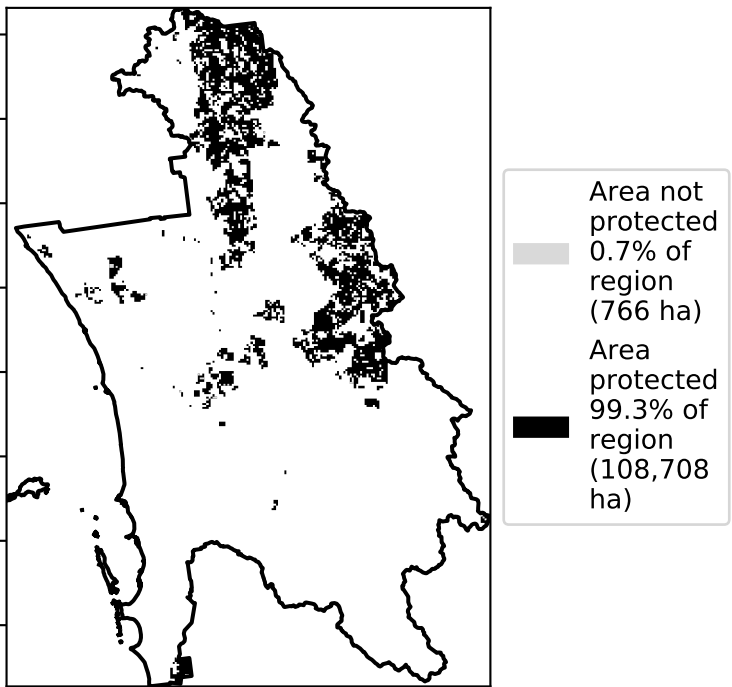 Area not
protected
0.7% of
region
(766 ha)
Area
protected
99.3% of
region
(108,708
ha)